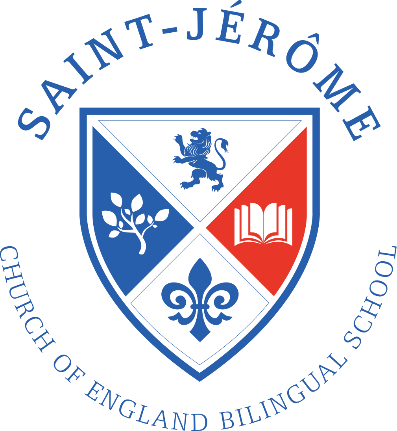 SAINT-JÉRÔME
CHURCH OF ENGLAND BILINGUAL SCHOOL